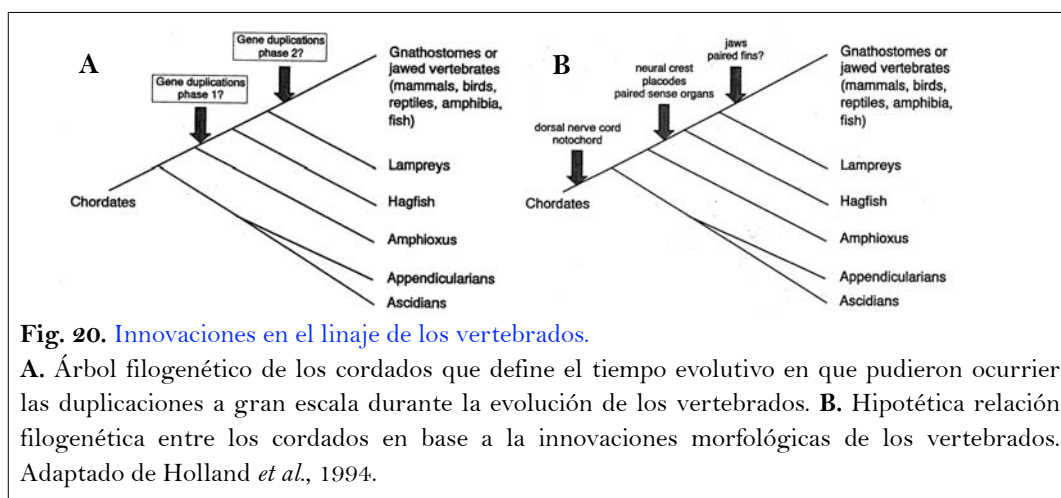 A
Gene duplications
phase 2?
Gene duplications
phase 1?
Gnathostomes or
jawed vertebrates
(mammals, birds,
reptiles, amphibia,
fish)
Lampreys
Hagfish
Amphioxus
Appendicularians
Ascidians
Chordates
B
jaws
paired fins?
neural crest
placodes
paired sense organs
dorsal nerve cord
notochord
Gnathostomes or
jawed vertebrates
(mammals, birds,
reptiles, amphibia,
fish)
Lampreys
Hagfish
Amphioxus
Appendicularians
Ascidians
Chordates
Fig. 20. Innovaciones en el linaje de los vertebrados.
A. Árbol filogenético de los cordados que define el tiempo evolutivo en que pudieron ocurrier
las duplicaciones a gran escala durante la evolución de los vertebrados. B. Hipotética relación
filogenética entre los cordados en base a la innovaciones morfológicas de los vertebrados.
Adaptado de Holland et al., 1994.